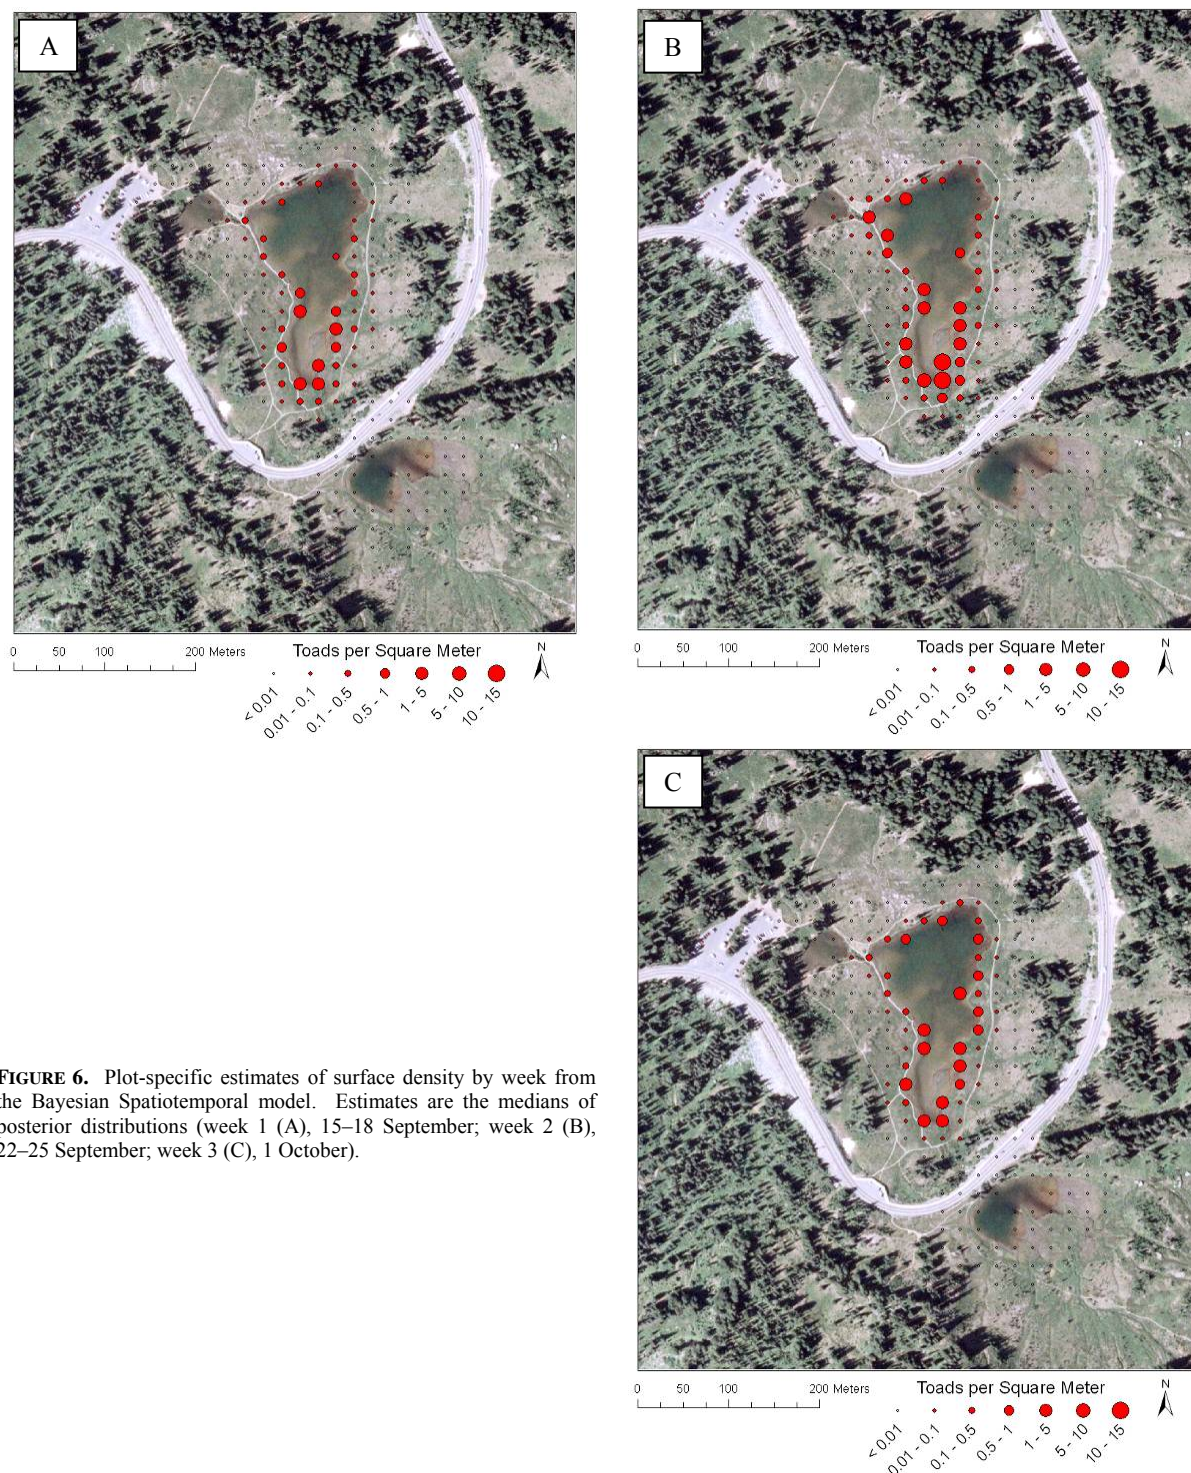 A
0 50 100 200 Meters
Toads per Square Meter
N
< 0.01
0.01 - 0.1
0.1 - 0.5
0.5 - 1
1 - 5
5 - 10
10 - 15
B
0 50 100 200 Meters
Toads per Square Meter
N
< 0.01
0.01 - 0.1
0.1 - 0.5
0.5 - 1
1 - 5
5 - 10
10 - 15
C
0 50 100 200 Meters
Toads per Square Meter
N
< 0.01
0.01 - 0.1
0.1 - 0.5
0.5 - 1
1 - 5
5 - 10
10 - 15
FIGURE 6. Plot-specific estimates of surface density by week from
the Bayesian Spatiotemporal model. Estimates are the medians of
posterior distributions (week 1 (A), 15–18 September; week 2 (B),
22–25 September; week 3 (C), 1 October).